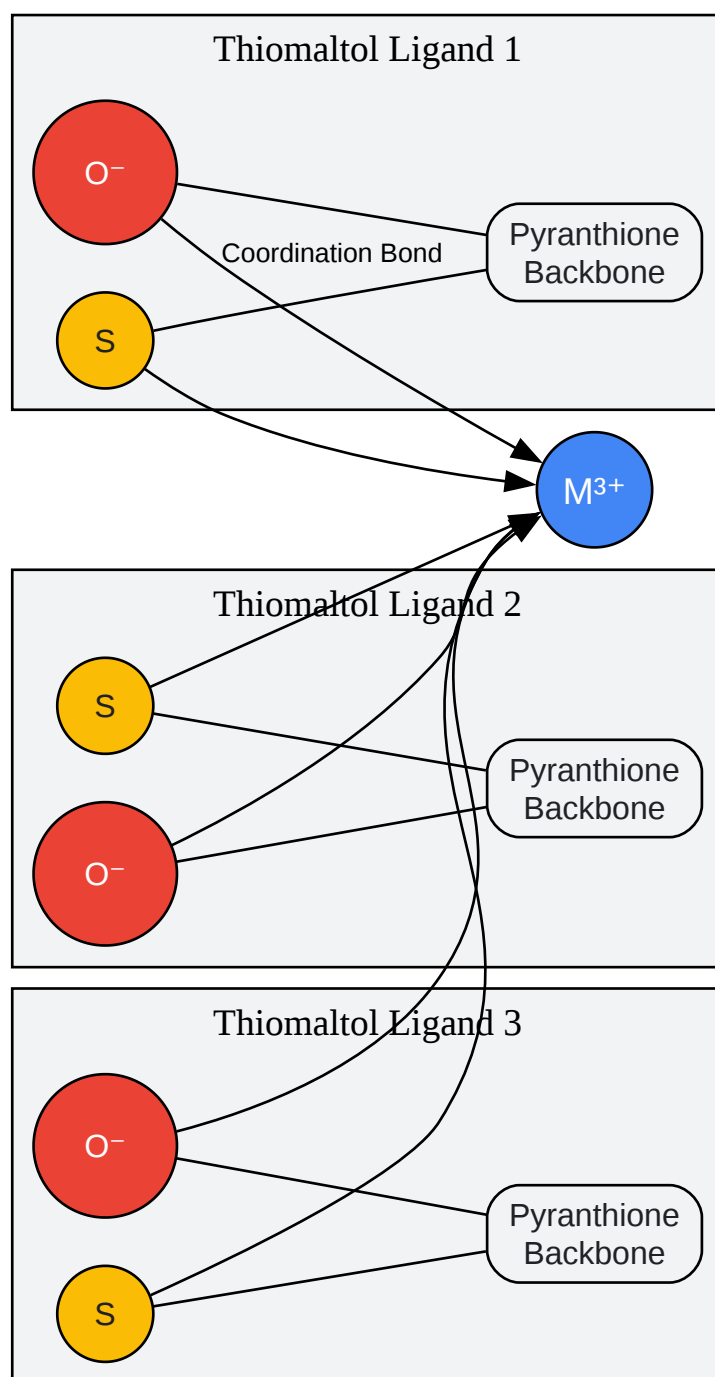 Thiomaltol Ligand 1
O⁻
Pyranthione
Backbone
Coordination Bond
S
M³⁺
Thiomaltol Ligand 2
S
Pyranthione
Backbone
O⁻
Thiomaltol Ligand 3
O⁻
Pyranthione
Backbone
S